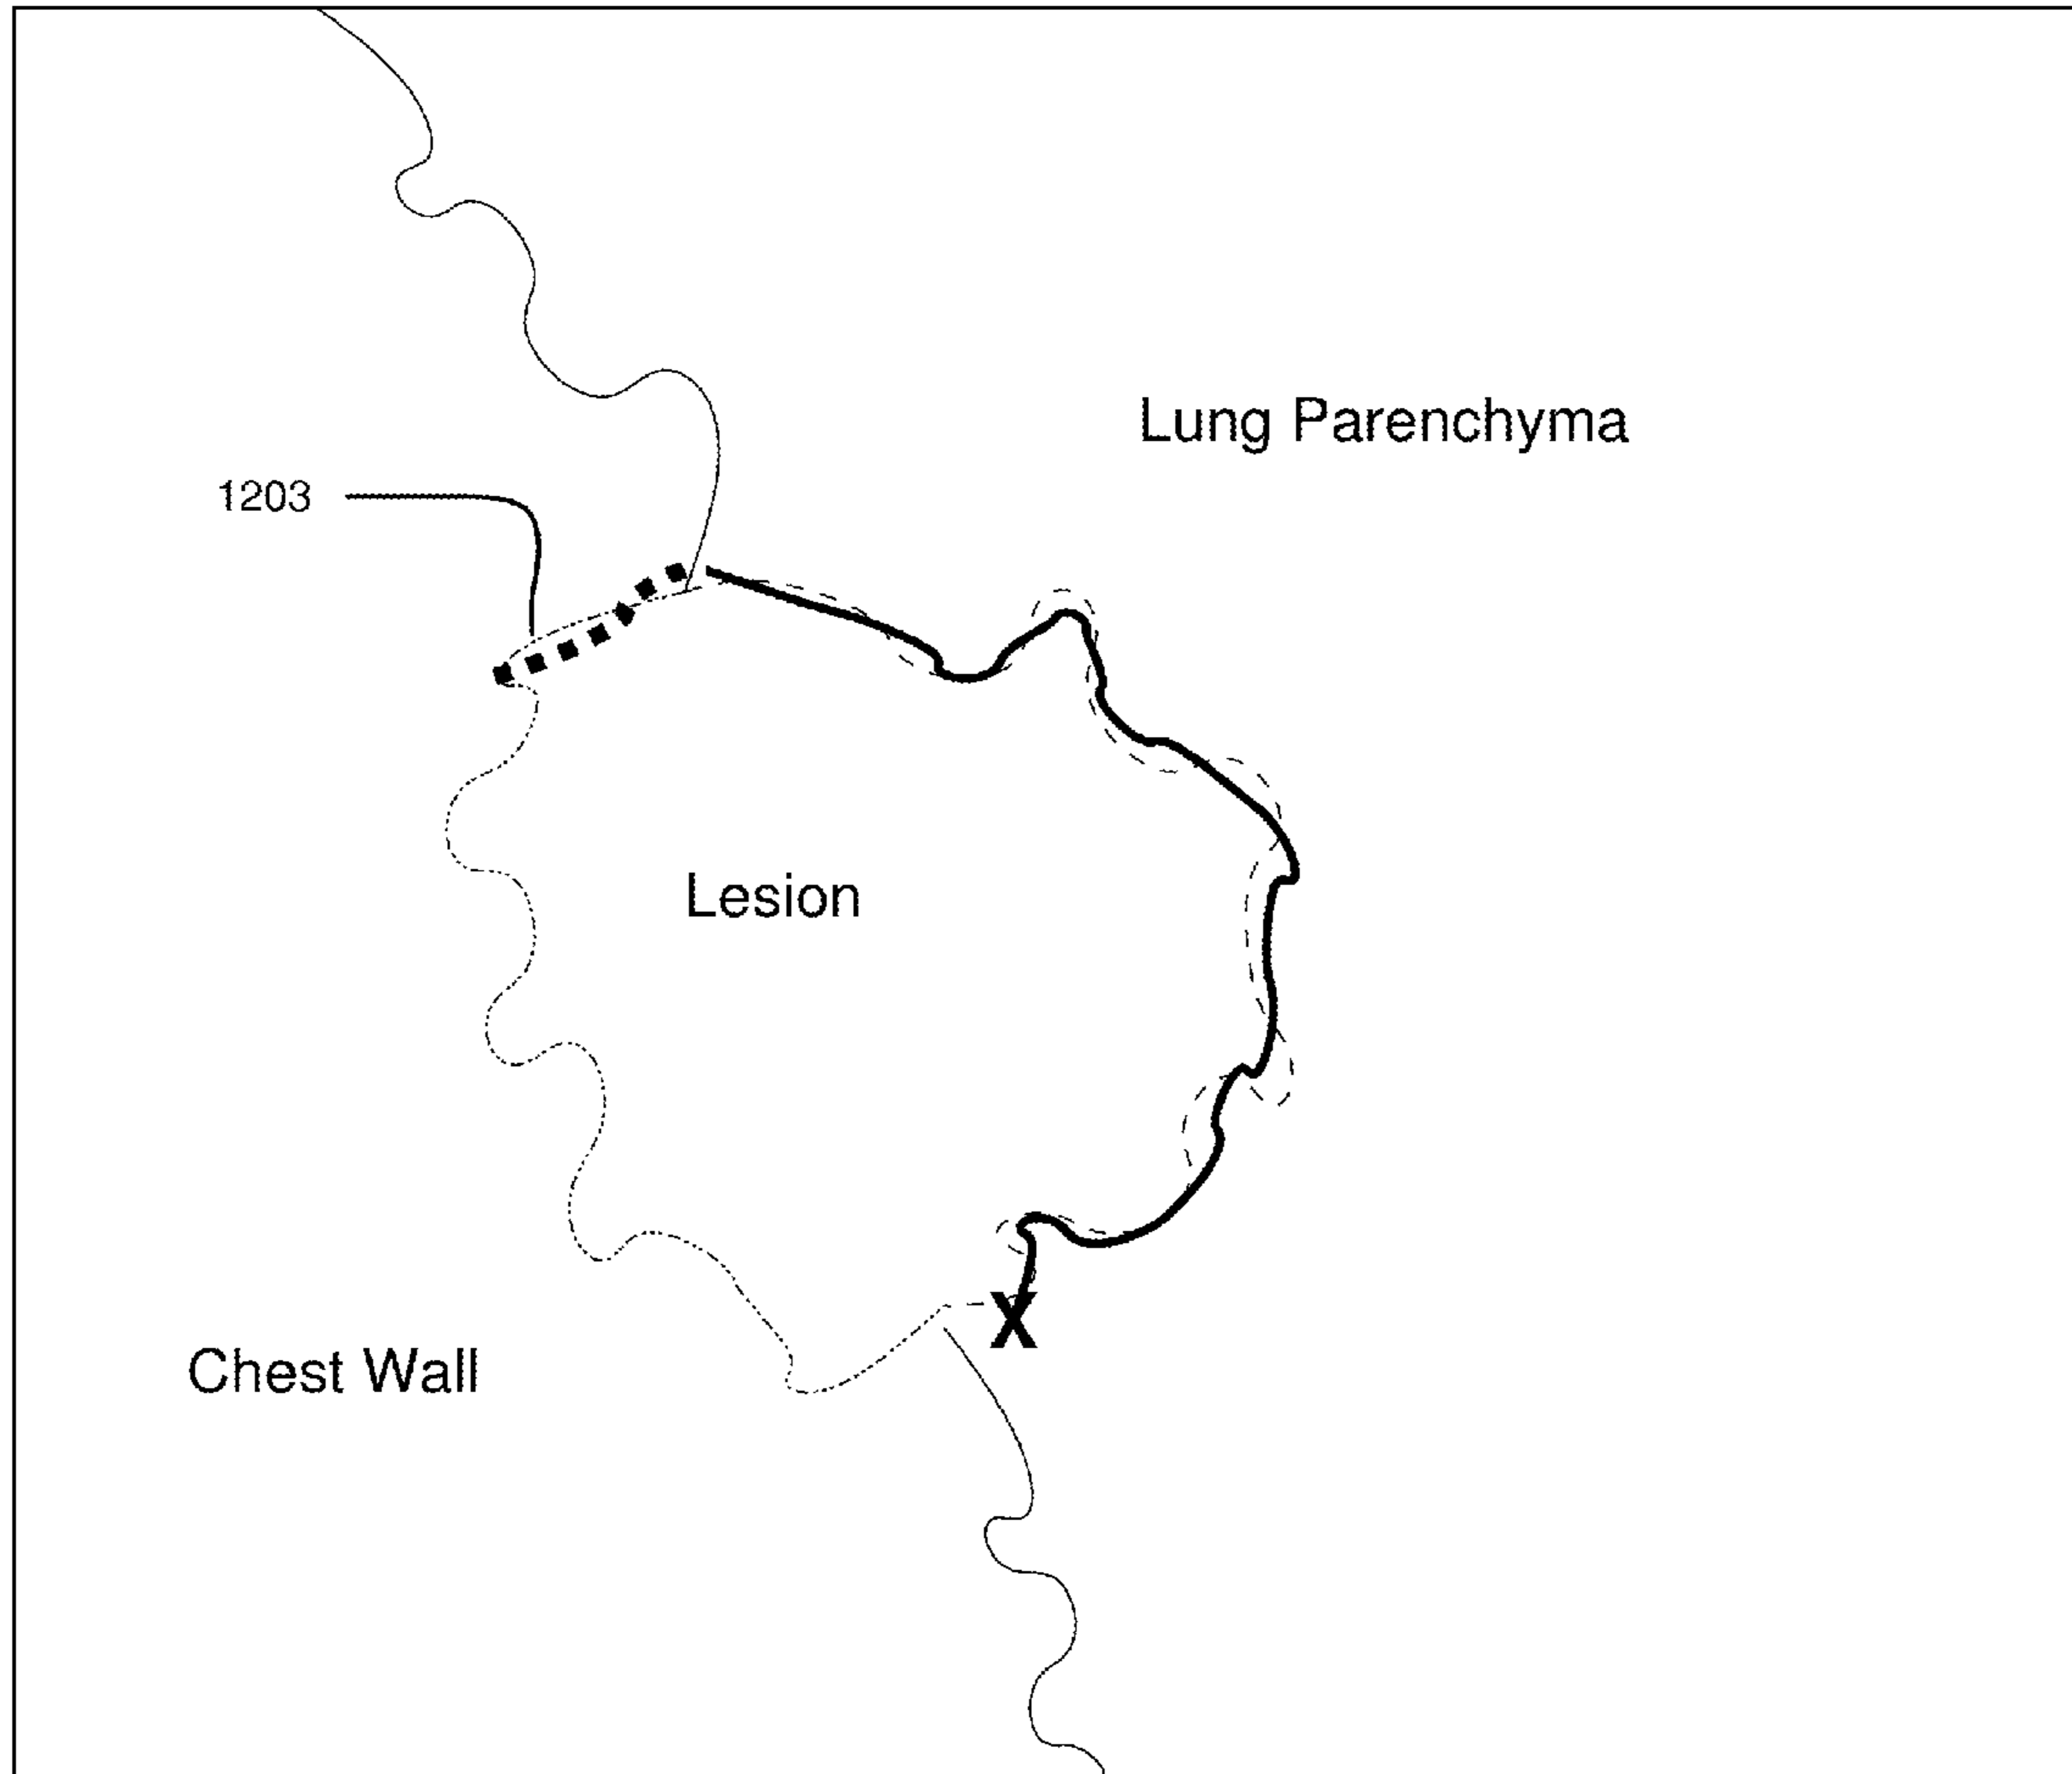 Lung Parenchyma
1203
Lesion
X
Chest Wall